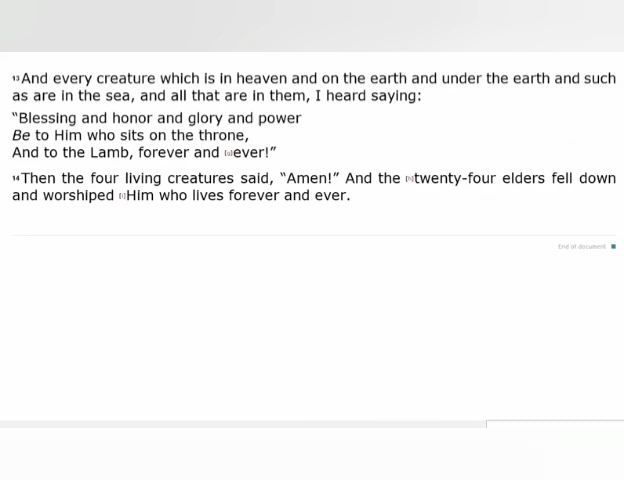 13And every creature which is in heaven and on the earth and under the earth and such
as are in the sea, and all that are in them, I heard saying:
“Blessing and honor and glory and power
Be to Him who sits on the throne,
And to the Lamb, forever and ever!”
14Then the four living creatures said, “Amen!” And the twenty-four elders fell down
and worshiped Him who lives forever and ever.
End of document